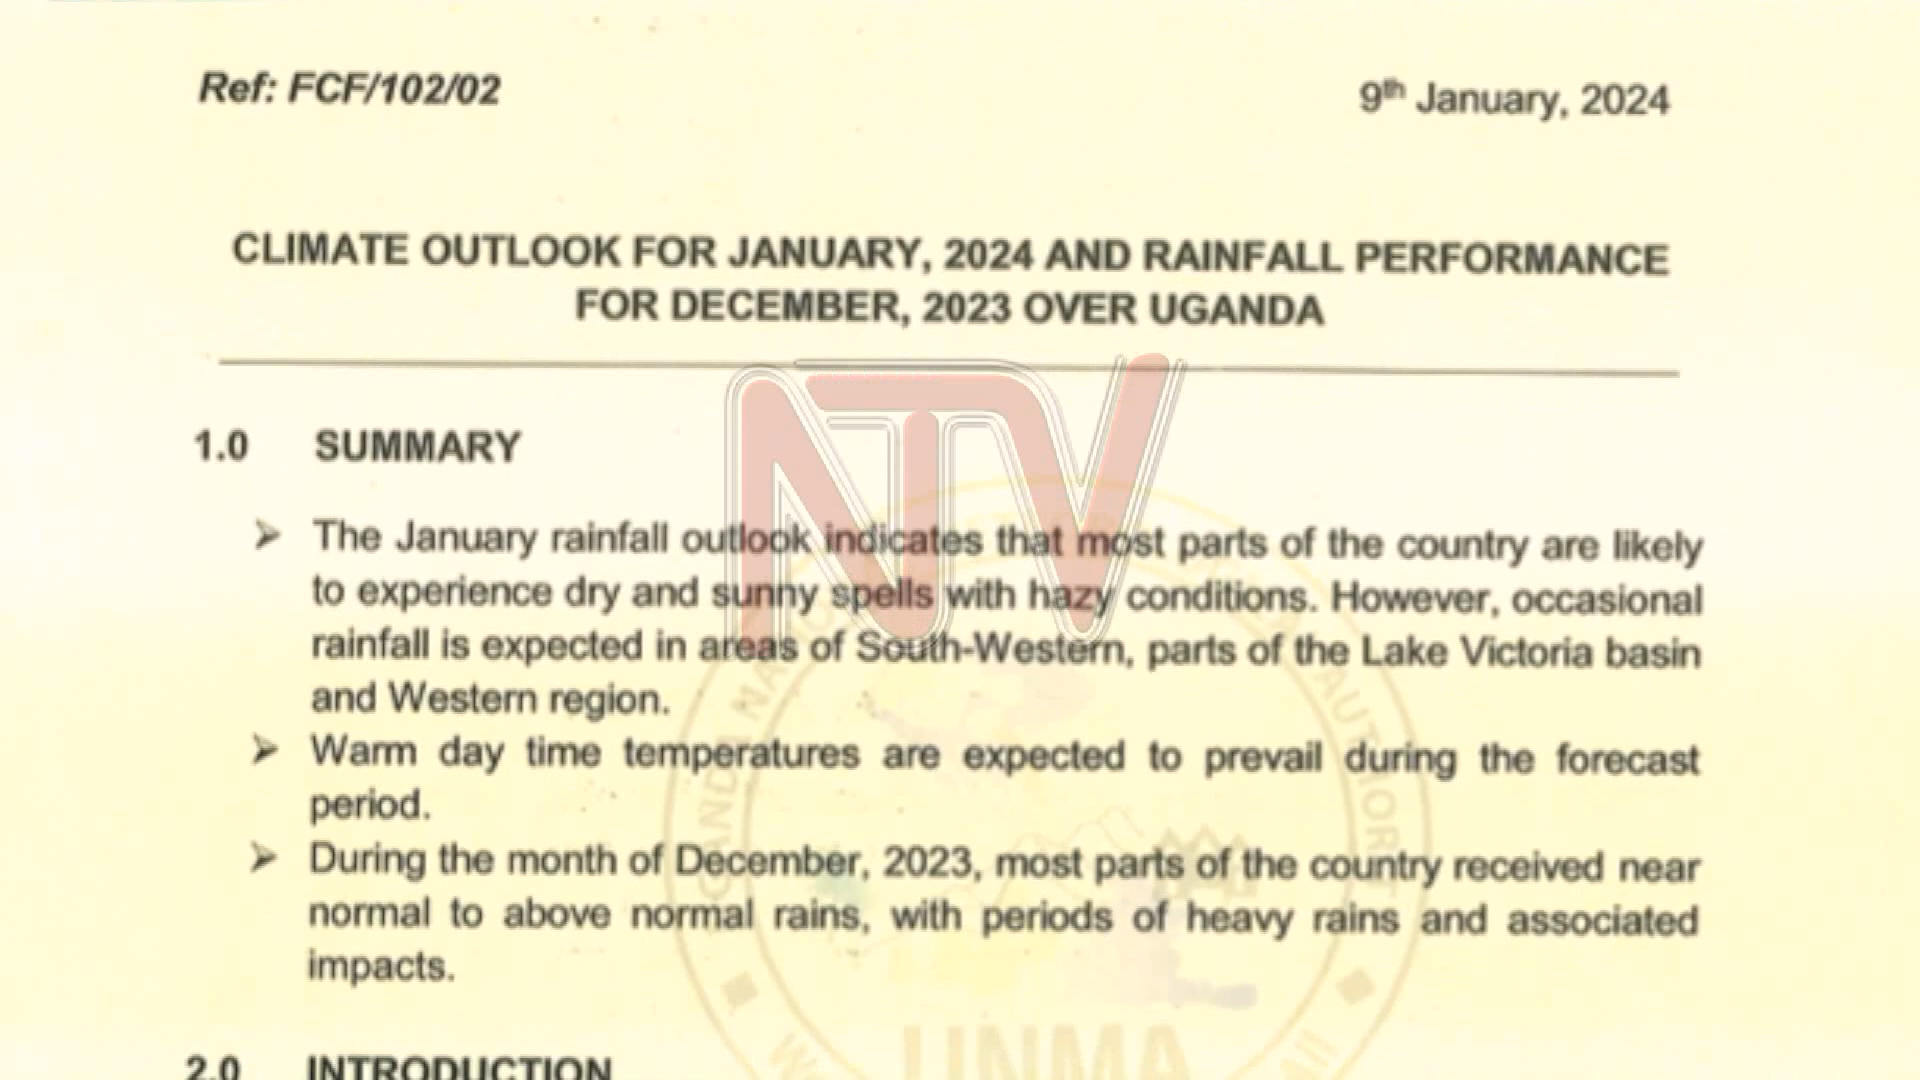 Ref: FCF/102/02
9th January, 2024
CLIMATE OUTLOOK FOR JANUARY, 2024 AND RAINFALL PERFORMANCE
FOR DECEMBER, 2023 OVER UGANDA
NTV
1.0 SUMMARY
➢ The January rainfall outlook indicates that most parts of the country are likely
to experience dry and sunny spells with hazy conditions. However, occasional
rainfall is expected in areas of South-Western, parts of the Lake Victoria basin
and Western region.
➢ Warm day time temperatures are expected to prevail during the forecast
period.
➢ During the month of December, 2023, most parts of the country received near
normal to above normal rains, with periods of heavy rains and associated
impacts.
UGANDA
AUTHORITY
UNMA
2.0 INTRODUCTION